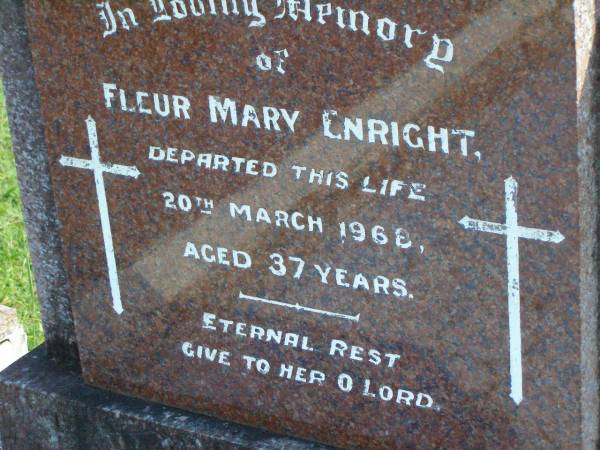 In Loving Memory
of
FLEUR MARY ENRIGHT,
DEPARTED THIS LIFE
20TH MARCH 1968,
AGED 37 YEARS.
ETERNAL REST
GIVE TO HER O LORD.